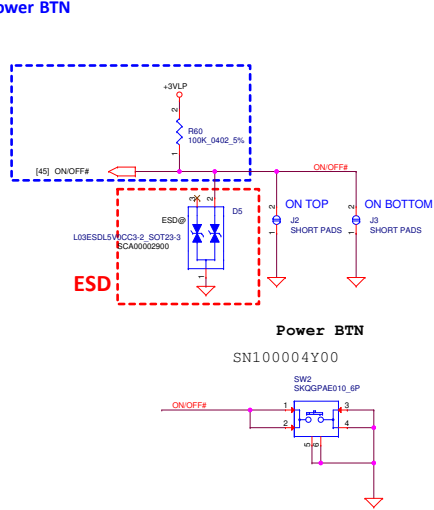 ower BTN
+3VLP
2
R60
100K_0402_5%
1
[45] ON/OFF#
ON/OFF#
3
2
D5
ESD@
L03ESDL5V0CC3-2_SOT23-3
SCA00002900
1
ESD
2
ON TOP
J2
1
SHORT PADS
2
ON BOTTOM
J3
1
SHORT PADS
Power BTN
SN100004Y00
SW2
SKQGPAE010_6P
ON/OFF#
1
3
2
4
5
6